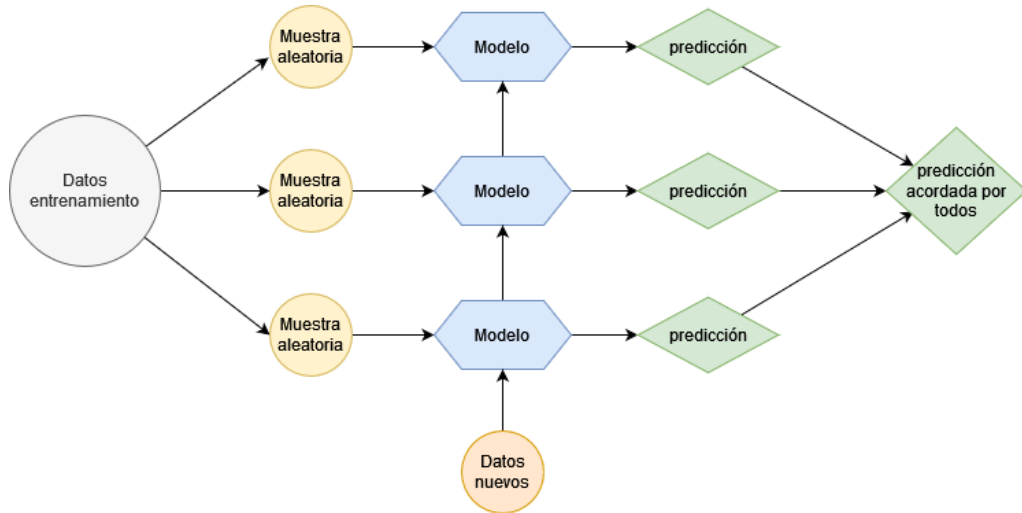 Muestra
aleatoria
Modelo
predicción
Datos
entrenamiento
Muestra
aleatoria
Modelo
predicción
predicción
acordada por
todos
Muestra
aleatoria
Modelo
predicción
Datos
nuevos